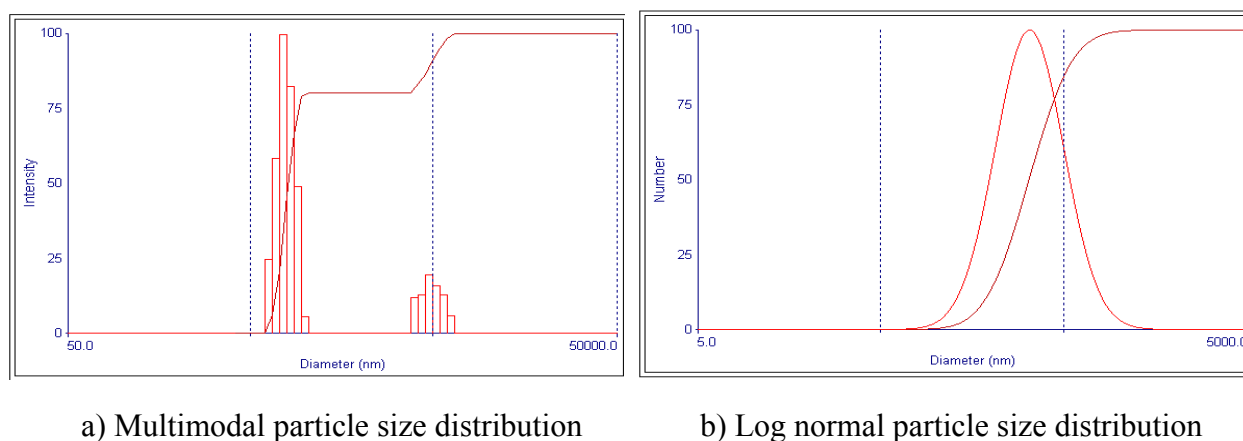 100
75
50
25
0
Intensity
50.0
50000.0
Diameter (nm)
100
75
50
25
0
Number
5.0
5000.0
Diameter (nm)
a) Multimodal particle size distribution
b) Log normal particle size distribution